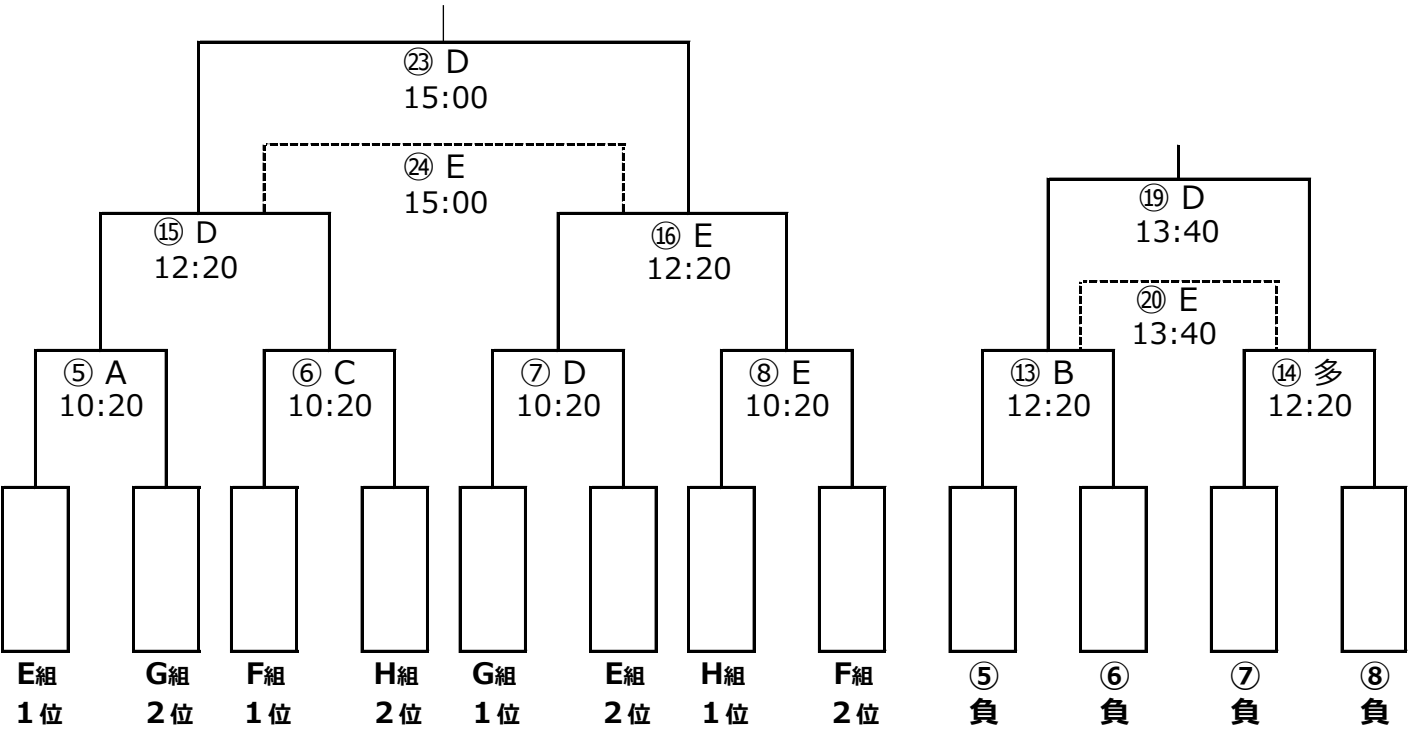 ㉓ D
15:00
㉔ E
15:00
⑲ D
13:40
⑮ D
12:20
⑯ E
12:20
⑳ E
13:40
⑤ A
10:20
⑥ C
10:20
⑦ D
10:20
⑧ E
10:20
⑬ B
12:20
⑭ 多
12:20
E組
1位
G組
2位
F組
1位
H組
2位
G組
1位
E組
2位
H組
1位
F組
2位
⑤
負
⑥
負
⑦
負
⑧
負